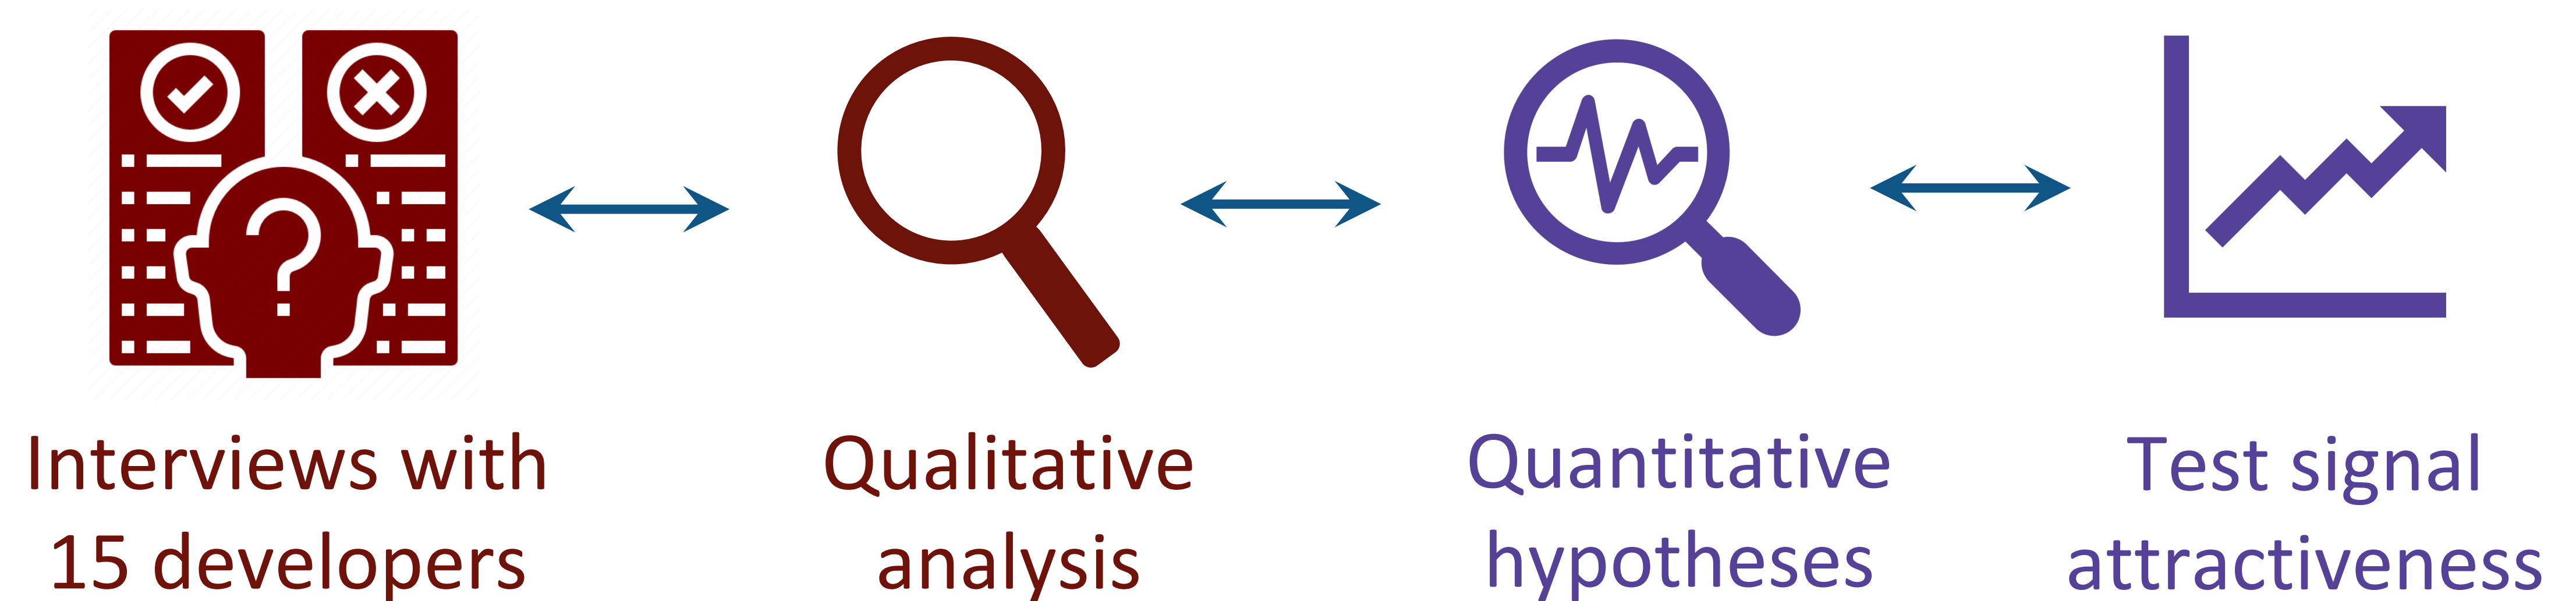 Interviews with
15 developers
Qualitative
analysis
Quantitative
hypotheses
Test signal
attractiveness